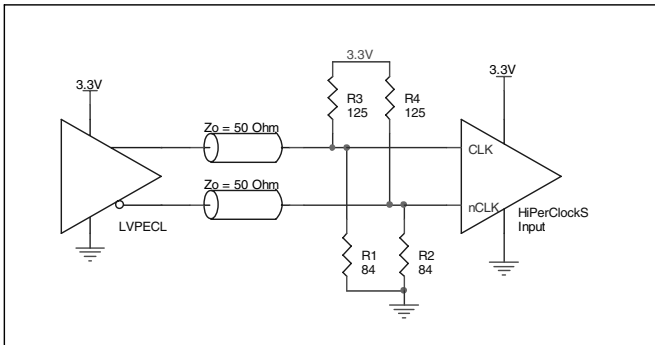 3.3V
3.3V
3.3V
R3
125
R4
125
Zo = 50 Ohm
CLK
Zo = 50 Ohm
nCLK
HiPerClockS
Input
LVPECL
R1
84
R2
84